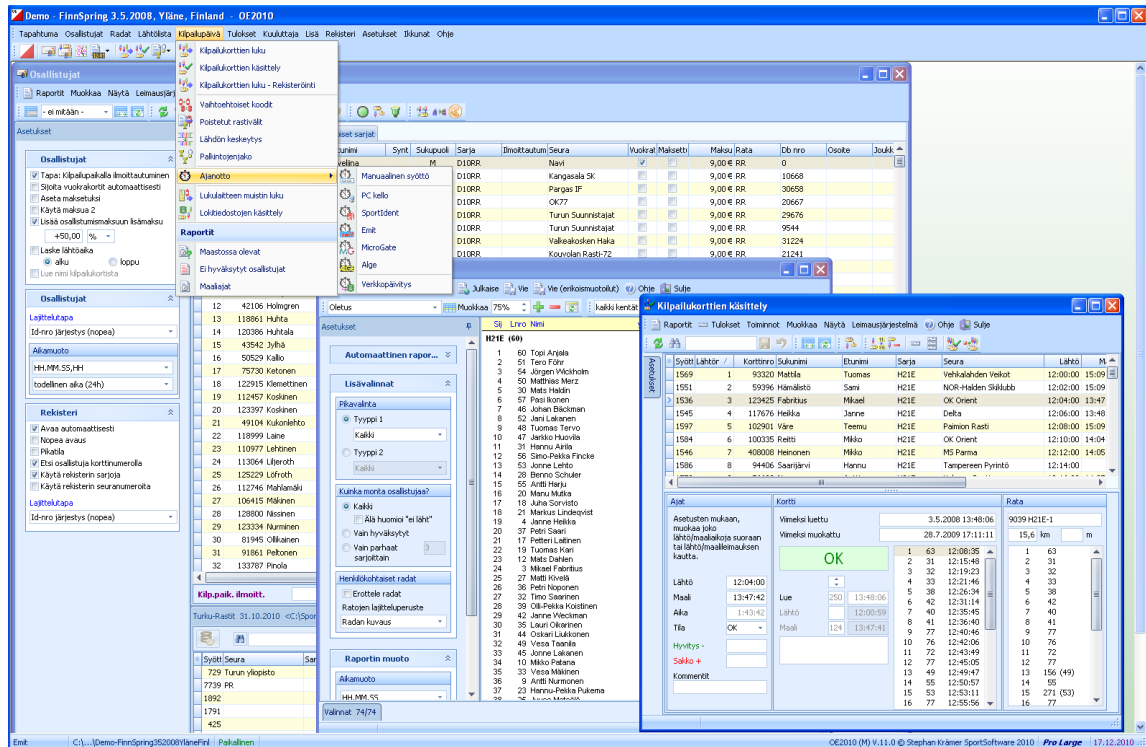 Demo - FinnSpring 3.5.2008, Yläne, Finland - OE2010
Tapahtuma Osallistujat Radat Lähtölista Kilpailupäivä Tulokset Kuuluttaja Lisä Rekisteri Asetukset Ikkunat Ohje
Kilpailukorttien luku
Kilpailukorttien käsittely
Kilpailukorttien luku - Rekisteröinti
Vaihtoehtoiset koodit
Poistetut rastivälit
Lähdön keskeytys
Palkintojenjako
Ajanotto
Lukulaitteen muistin luku
Lokitiedostojen käsittely
Raportit
Maastossa olevat
Ei hyväksytyt osallistujat
Maaliajat
Manuaalinen syöttö
PC kello
SportIdent
Emit
MicroGate
Alge
Verkkopäivitys
Osallistujat
Raportit Muokkaa Näytä Leimausjärj
- ei mitään -
Asetukset
Osallistujat
Tapa: Kilpailupaikalla ilmoittautuminen
Sijoita vuokrakortit automaattisesti
Aseta maksetuksi
Käytä maksua 2
Lisää osallistumismaksuun lisämaksu
+50,00 %
Laske lähtöaika
alku loppu
Lue nimi kilpailukortista
Osallistujat
Lajittelutapa
Id-nro järjestys (nopea)
Aikamuoto
HH.MM.SS,HH
todellinen aika (24h)
Rekisteri
Avaa automaattisesti
Nopea avaus
Pikatila
Etsi osallistuja korttinumerolla
Käytä rekisterin sarjoja
Käytä rekisterin seuranumeroita
Lajittelutapa
Id-nro järjestys (nopea)
oiset sarjat
Synt Sukupuoli Sarja Ilmoittautum Seura Vuokrat Maksettu Maksu Rata Db nro Osoite Joukk
M D10RR Navi 9,00 € RR 0
D10RR Kangasala SK 9,00 € RR 10668
D10RR Pargas IF 9,00 € RR 30658
D10RR OK77 9,00 € RR 20667
D10RR Turun Suunnistajat 9,00 € RR 29676
D10RR Turun Suunnistajat 9,00 € RR 9544
D10RR Valkeakosken Haka 9,00 € RR 31224
D10RR Kouvolan Rasti-72 9,00 € RR 21241
12 42106 Holmgren
13 118861 Huhta
14 120386 Huhtala
15 43542 Jylhä
16 50529 Kallio
17 75730 Ketonen
18 122915 Klemettinen
19 112457 Koskinen
20 123397 Koskinen
21 49104 Kukonlehto
22 118999 Laine
23 110977 Lehtinen
24 113064 Liljeroth
25 125229 Löfroth
26 112746 Mahlamäki
27 106415 Mäkinen
28 128800 Nissinen
29 123334 Nurminen
30 81945 Ollikainen
31 91861 Peltonen
32 133787 Pinola
Kilp.paik. ilmoitt.
Turku-Rastit 31.10.2010 <C:\Spor
Syött Seura Sar
729 Turun yliopisto
7739 PR
1892
1791
425
Julkaise Vie Vie (erikoismuotoilut) Ohje Sulje
Oletus Muokkaa 75% kaikki kentät
Asetukset
Automaattinen rapor...
Lisävalinnat
Pikavalinta
Tyyppi 1
Kaikki
Tyyppi 2
Kaikki
Kuinka monta osallistujaa?
Kaikki
Älä huomioi "ei läht"
Vain hyväksytyt
Vain parhaat 3
sarjoittain
Henkilökohtaiset radat
Erottele radat
Ratojen lajitteluperuste
Radan kuvaus
Raportin muoto
Aikamuoto
HH.MM.SS
Valinnat 74/74
Sij Lnro Nimi
H21E (60)
1 60 Topi Anjala
2 51 Tero Föhr
3 54 Jörgen Wickholm
4 50 Matthias Merz
5 30 Mats Haldin
6 57 Pasi Ikonen
7 46 Johan Bäckman
8 52 Jani Lakanen
9 48 Tuomas Tervo
10 47 Jarkko Huovila
11 31 Hannu Airila
12 56 Simo-Pekka Fincke
13 53 Jonne Lehto
14 28 Benno Schuler
15 55 Antti Harju
16 20 Manu Mutka
17 18 Juha Sorvisto
18 21 Markus Lindeqvist
19 4 Janne Heikka
20 37 Petri Saari
21 17 Petteri Laitinen
22 19 Tuomas Kari
23 12 Mats Dahlen
24 3 Mikael Fabritius
25 27 Matti Kivelä
26 36 Petri Noponen
27 32 Timo Saarinen
28 39 Olli-Pekka Koistinen
29 42 Janne Weckman
30 35 Lauri Oikarinen
31 44 Oskari Liukkonen
32 49 Vesa Taanila
33 45 Jonne Lakanen
34 10 Mikko Patana
35 33 Vesa Mäkinen
36 9 Antti Nurmonen
37 23 Hannu-Pekka Pukema
Kilpailukorttien käsittely
Raportit Tulokset Toiminnot Muokkaa Näytä Leimausjärjestelmä Ohje Sulje
Asetukset
Syött Lähtör Korttinro Sukunimi Etunimi Sarja Seura Lähtö
1569 1 93320 Mattila Tuomas H21E Vehkalahden Veikot 12:00:00 15:09
1551 2 59396 Hämälistö Sami H21E NOR-Halden Skiklubb 12:02:00 15:09
1536 3 123425 Fabritius Mikael H21E OK Orient 12:04:00 13:47
1545 4 117676 Heikka Janne H21E Delta 12:06:00 13:48
1597 5 102901 Väre Teemu H21E Paimion Rasti 12:08:00 15:09
1584 6 100335 Reitti Mikko H21E OK Orient 12:10:00 14:04
1546 7 408008 Heinonen Mikko H21E MS Parma 12:12:00 14:05
1586 8 94406 Saarijärvi Hannu H21E Tampereen Pyrintö 12:14:00
Ajat
Asetusten mukaan,
muokaa joko
lähtö/maaliaikoja suoraan
tai lähtö/maalileimauksen
kautta.
Lähtö 12:04:00
Maali 13:47:42
Aika 1:43:42
Tila OK
Hyvitys -
Sakko +
Kommentit
Kortti
Viimeksi luettu 3.5.2008 13:48:06
Viimeksi muokattu 28.7.2009 17:11:11
OK
Lue 250 13:48:06
Lähtö 12:00:59
Maali 124 13:47:41
1 63 12:08:35
2 31 12:15:48
3 32 12:19:23
4 33 12:21:46
5 38 12:26:34
6 42 12:31:14
7 40 12:35:45
8 41 12:36:40
9 77 12:40:46
10 76 12:42:06
11 72 12:43:49
12 77 12:45:05
13 49 12:49:47
14 55 12:50:57
15 53 12:53:11
16 77 12:55:56
Rata
9039 H21E-1
15,6 km m
1 63
2 31
3 32
4 33
5 38
6 42
7 40
8 41
9 77
10 76
11 72
12 77
13 156 (49)
14 55
15 271 (53)
16 77
Emit C:\...\Demo-FinnSpring352008YläneFinl Paikallinen OE2010 (M) V.11.0 © Stephan Krämer SportSoftware 2010 Pro Large 17.12.2010